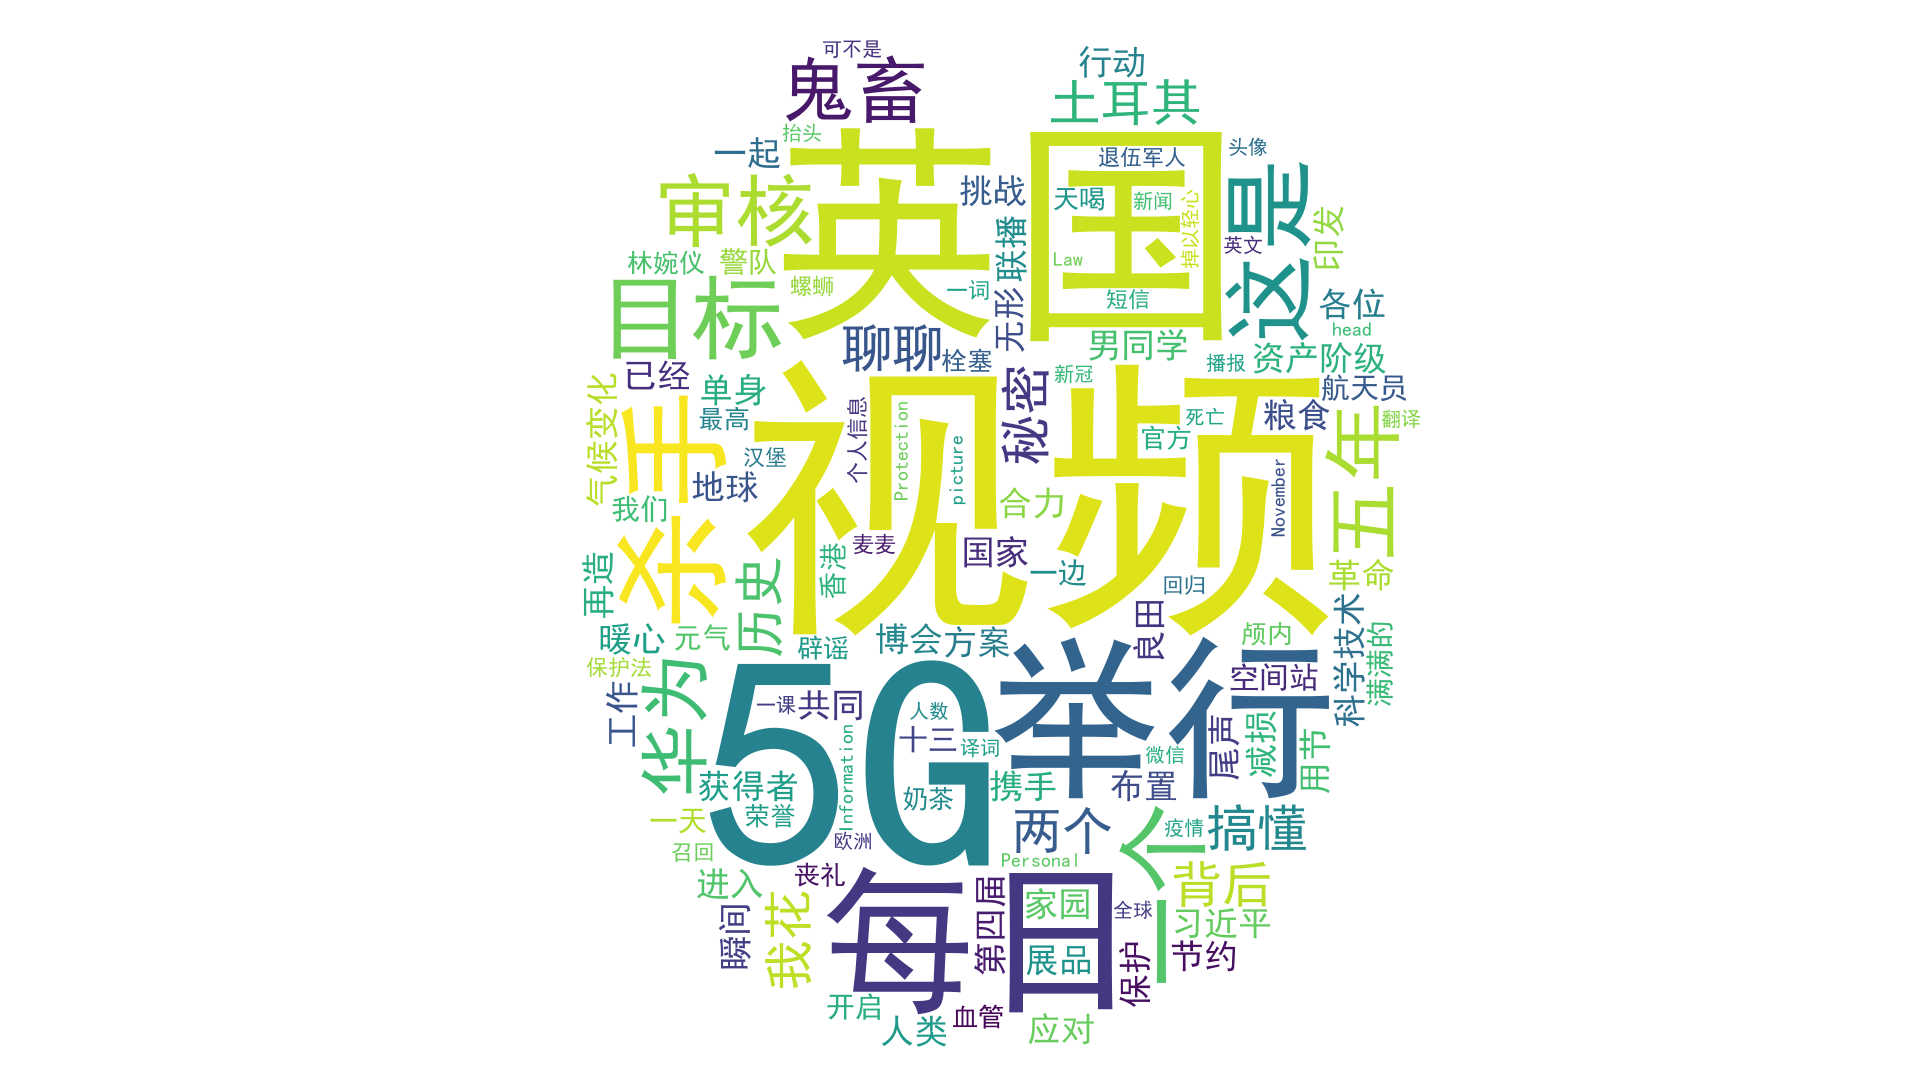 可不是
鬼畜
行动
土耳其
抬头
一起
英国
退伍军人
头像
审核
挑战
天喝
新闻
掉以轻心
这是
印发
联播
英文
林婉仪
警队
Law
螺蛳
一词
短信
无形
各位
目标
head
聊聊
栓塞
男同学
播报
资产阶级
已经
单身
视频
新冠
秘密
航天员
气候变化
杀手
最高
个人信息
Protection
picture
死亡
粮食
五年
翻译
官方
汉堡
地球
November
我们
合力
麦麦
国家
香港
一边
回归
革命
再造
历史
科学技术
暖心
元气
辟谣
博会
方案
良田
颅内
满满的
保护法
华为
5G
举行
空间站
工作
一课
共同
人数
十三
译词
微信
尾声
减损
用节
获得者
荣誉
Information
奶茶
携手
布置
一天
欧洲
两个
一个
疫情
搞懂
召回
Personal
进入
丧礼
背后
瞬间
我花
每日
第四届
家园
全球
习近平
展品
保护
节约
开启
人类
血管
应对